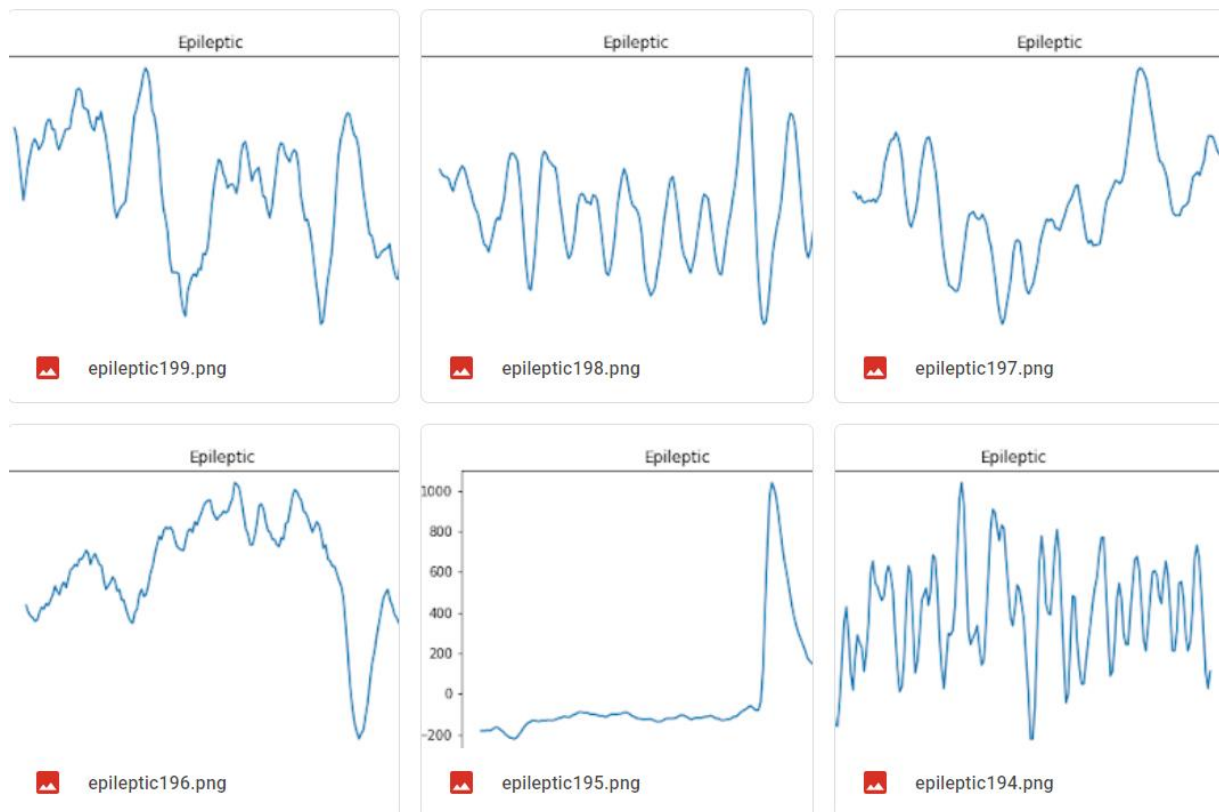 Epileptic
Epileptic
Epileptic
epileptic199.png
epileptic198.png
epileptic197.png
Epileptic
Epileptic
Epileptic
1000
800
600
400
200
0
-200
epileptic196.png
epileptic195.png
epileptic194.png